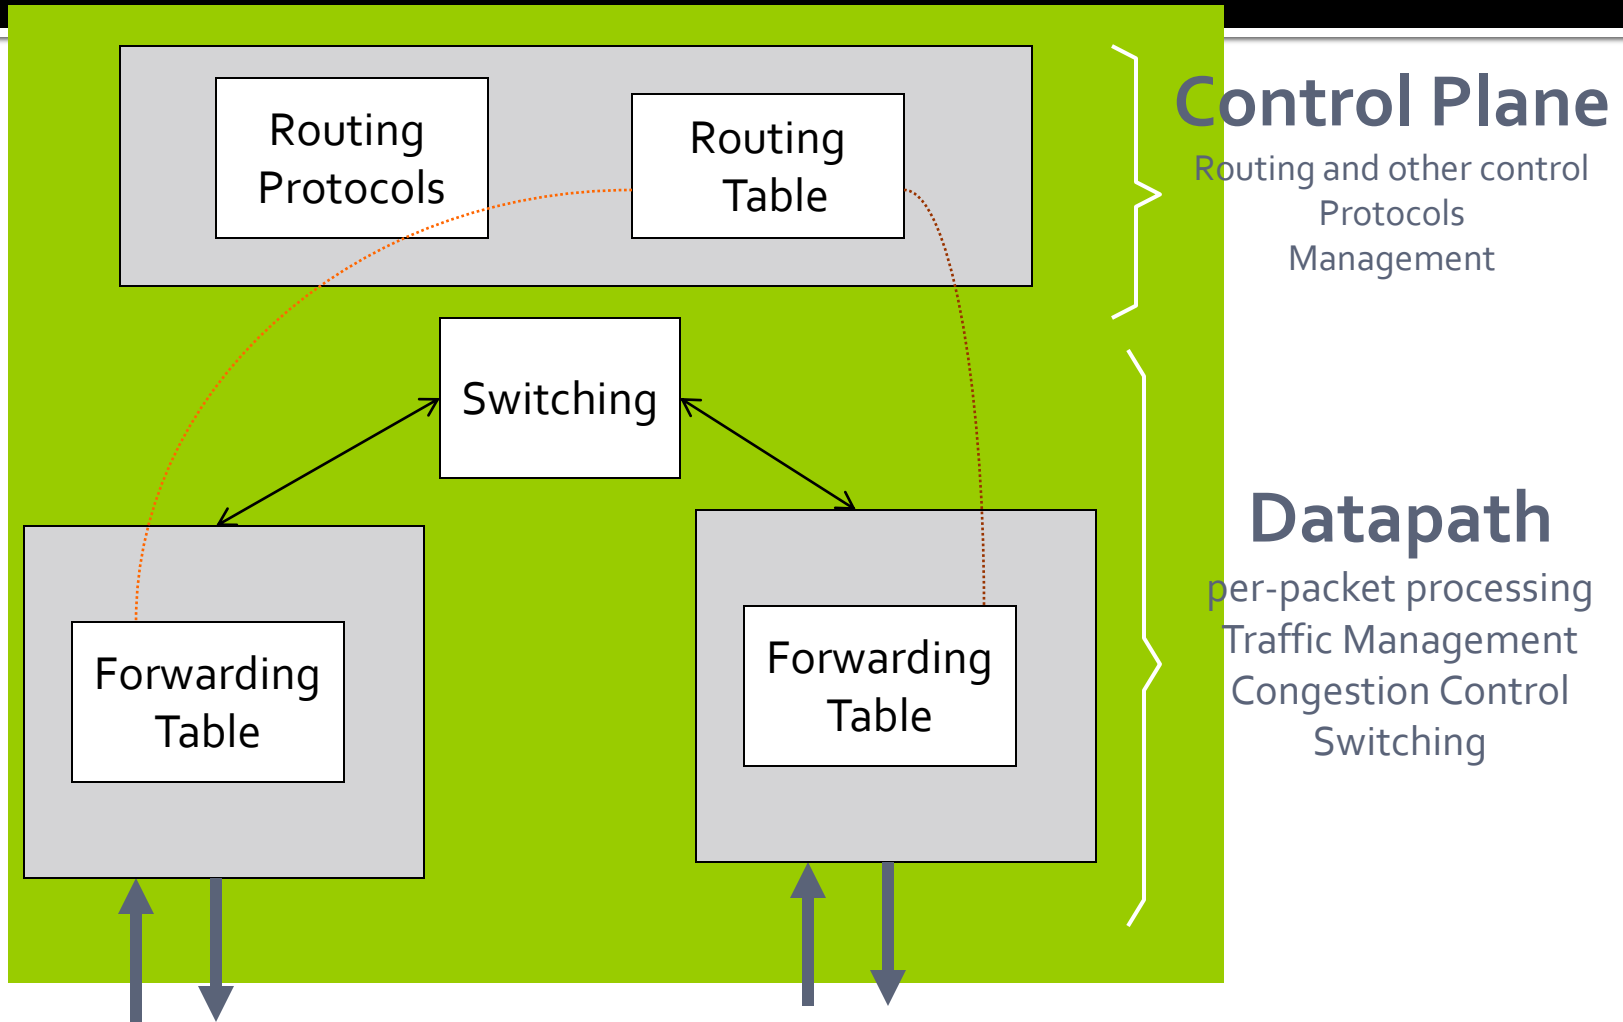 Routing
Protocols
Routing
Table
Control Plane
Routing and other control
Protocols
Management
Switching
Datapath
per-packet processing
Traffic Management
Congestion Control
Switching
Forwarding
Table
Forwarding
Table